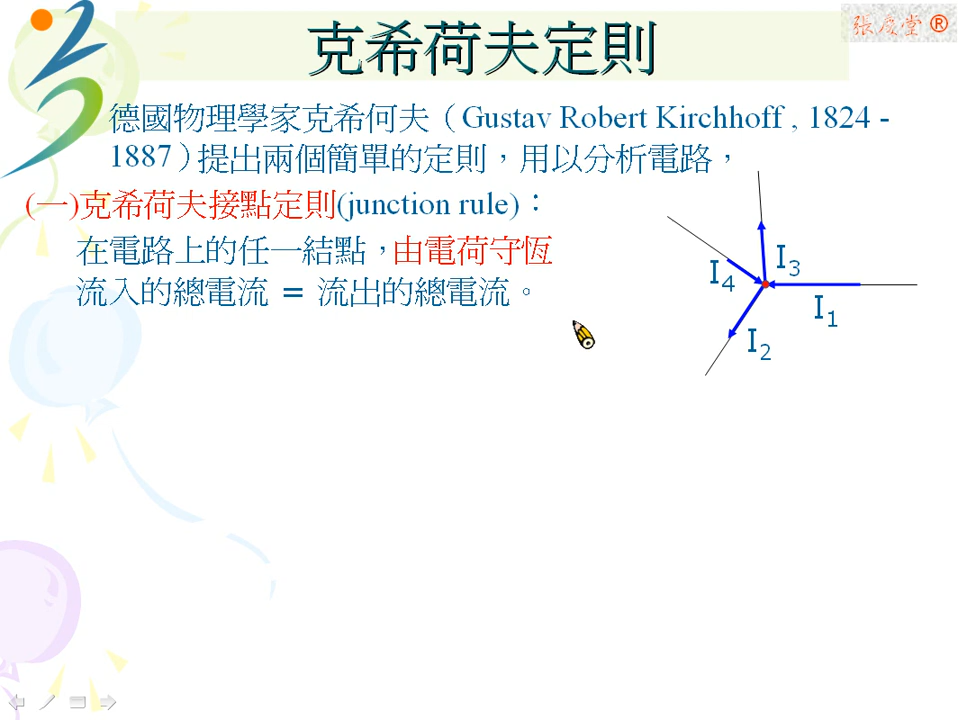 克希荷夫定則
張慶堂®
德國物理學家克希何夫（Gustav Robert Kirchhoff , 1824 -
1887）提出兩個簡單的定則，用以分析電路，
(一)克希荷夫接點定則(junction rule)：
在電路上的任一結點，由電荷守恆
流入的總電流 = 流出的總電流。
I3
I4
I1
I2